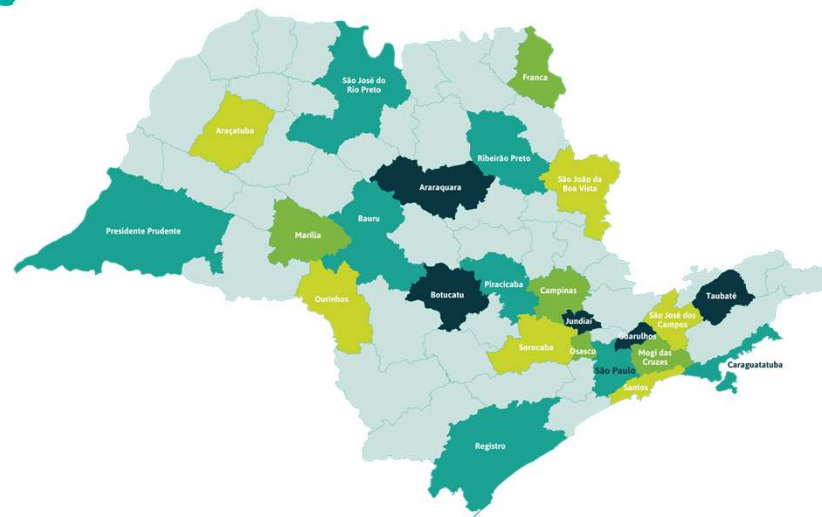 São José do
Rio Preto
Franca
Araçatuba
Ribeirão Preto
São João da
Boa Vista
Araraquara
Bauru
Presidente Prudente
Marília
Ourinhos
Botucatu
Piracicaba
Campinas
Jundiaí
Taubaté
São José dos
Campos
Guarulhos
Sorocaba
Osasco
Mogi das
Cruzes
São Paulo
Caraguatatuba
Santos
Registro